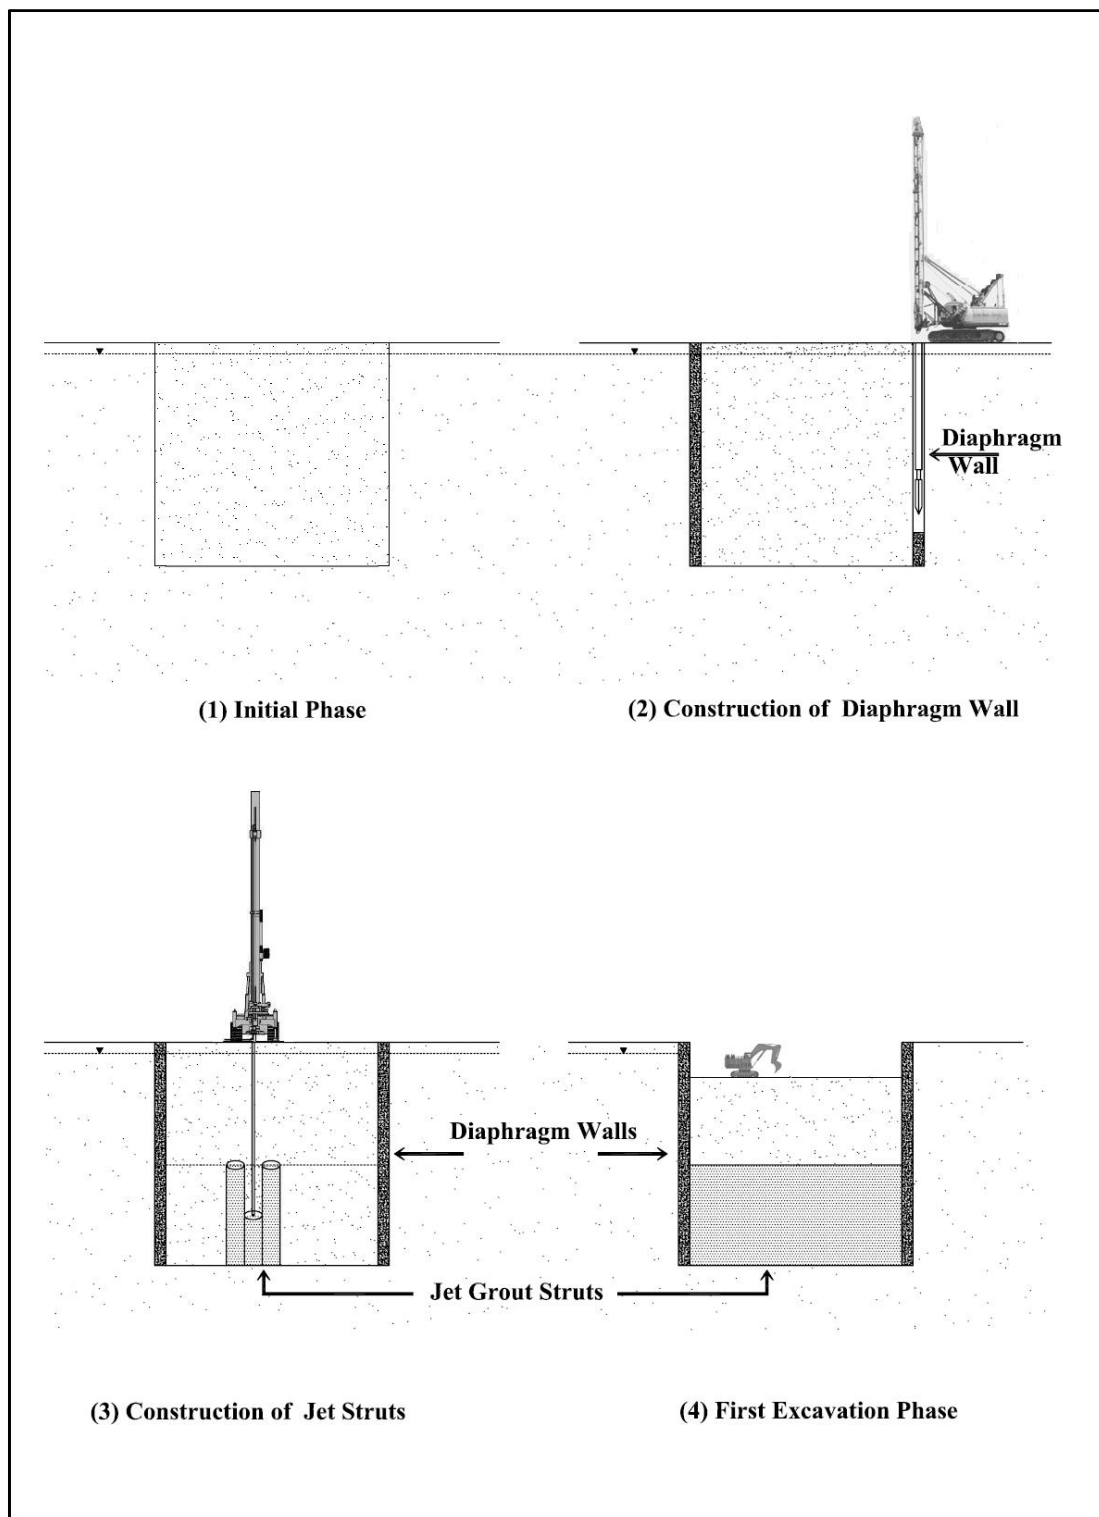 Diaphragm
Wall
(1) Initial Phase
(2) Construction of Diaphragm Wall
Diaphragm Walls
Jet Grout Struts
(3) Construction of Jet Struts
(4) First Excavation Phase